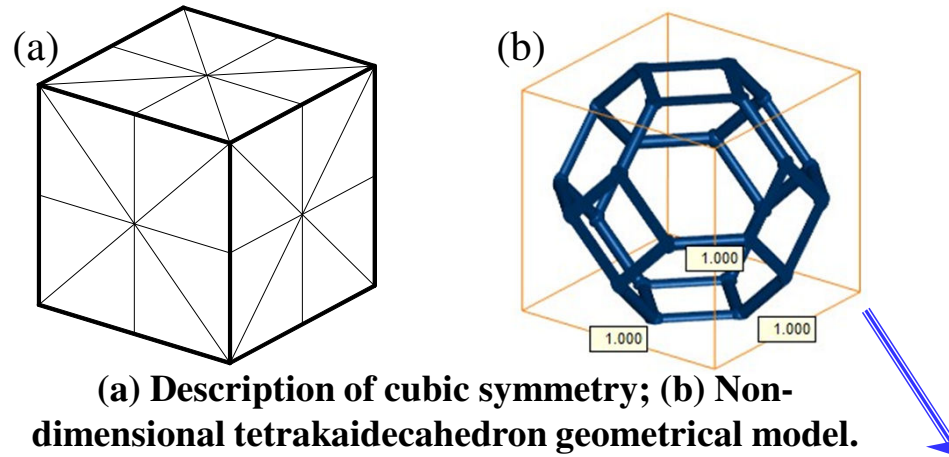 (a)
(b)
1.000
1.000
1.000
(a) Description of cubic symmetry; (b) Non-
dimensional tetrakaidecahedron geometrical model.